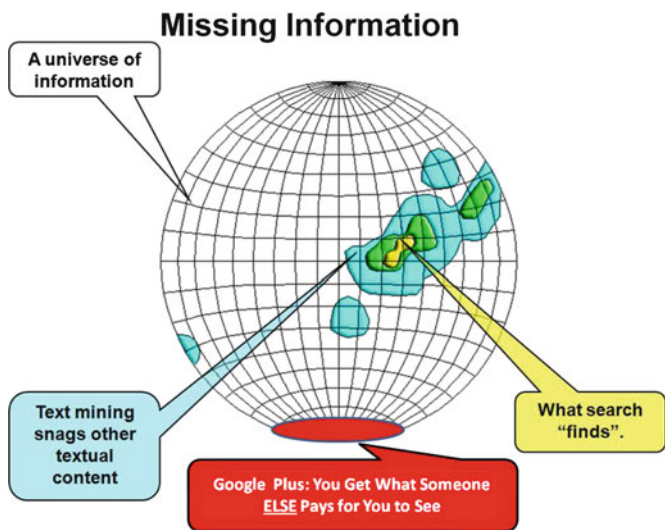 Missing Information
A universe of
information
Text mining
snags other
textual
content
What search
“finds”.
Google Plus: You Get What Someone
ELSE Pays for You to See